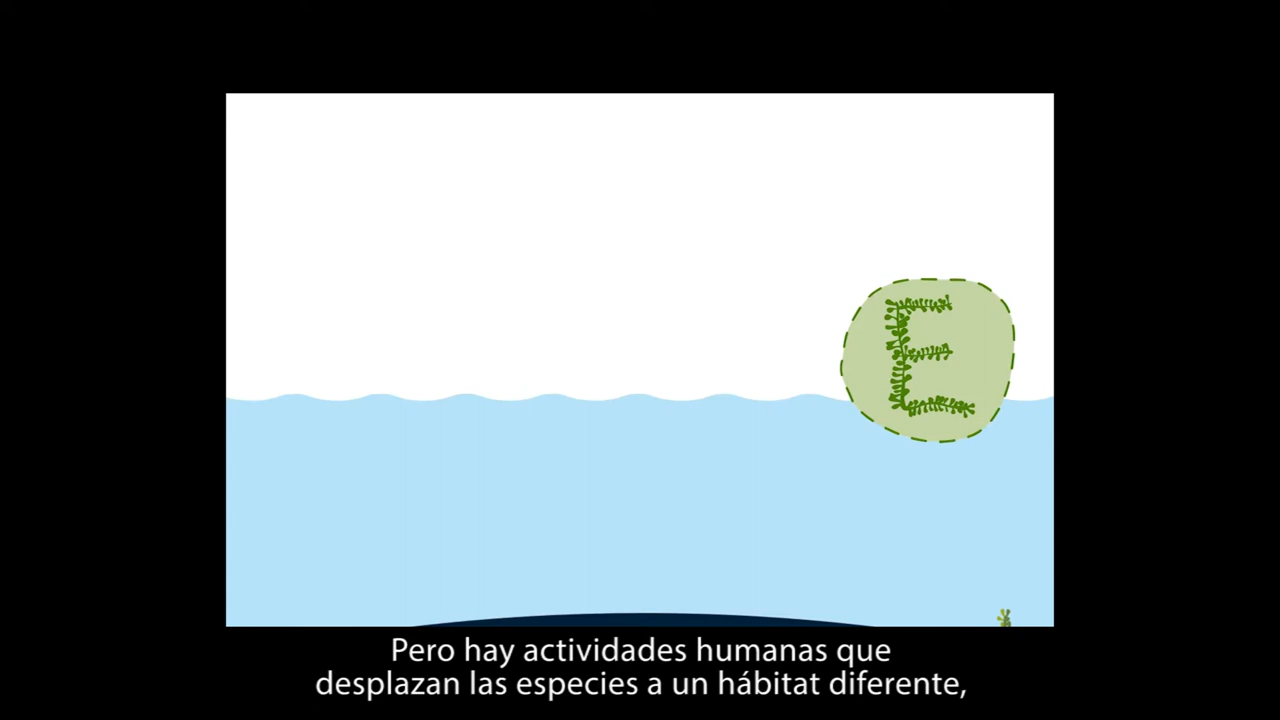 E
Pero hay actividades humanas que
desplazan las especies a un hábitat diferente,